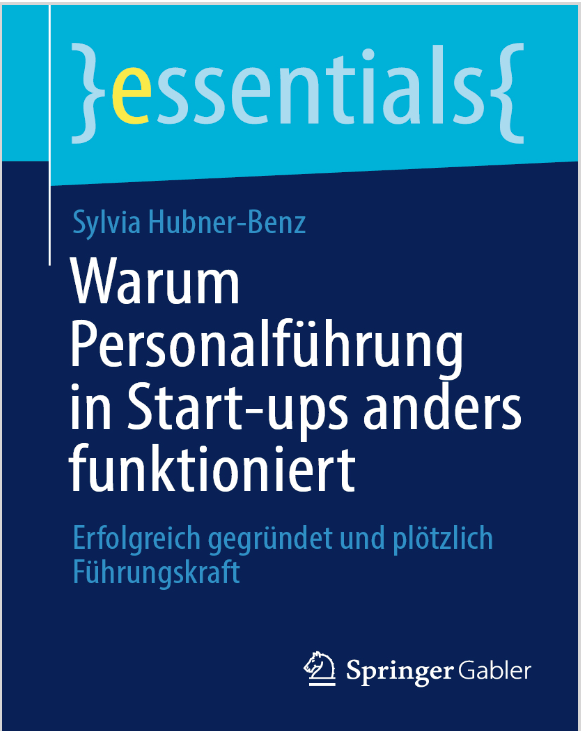 }essentials{
Sylvia Hubner-Benz
Warum
Personalführung
in Start-ups anders
funktioniert
Erfolgreich gegründet und plötzlich
Führungskraft
Springer Gabler